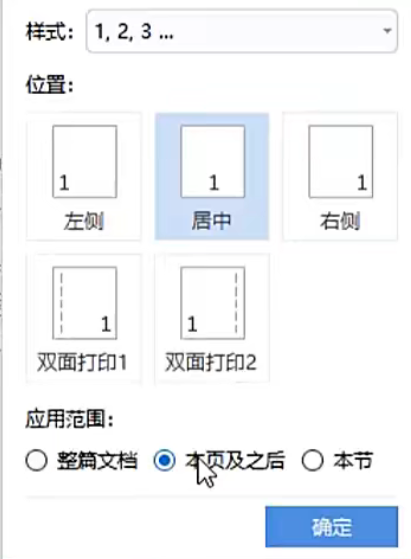 样式： 1, 2, 3 ...
位置：
1 1 1
左侧 居中 右侧
1 1
双面打印1 双面打印2
应用范围：
整篇文档 本页及之后 本节
确定